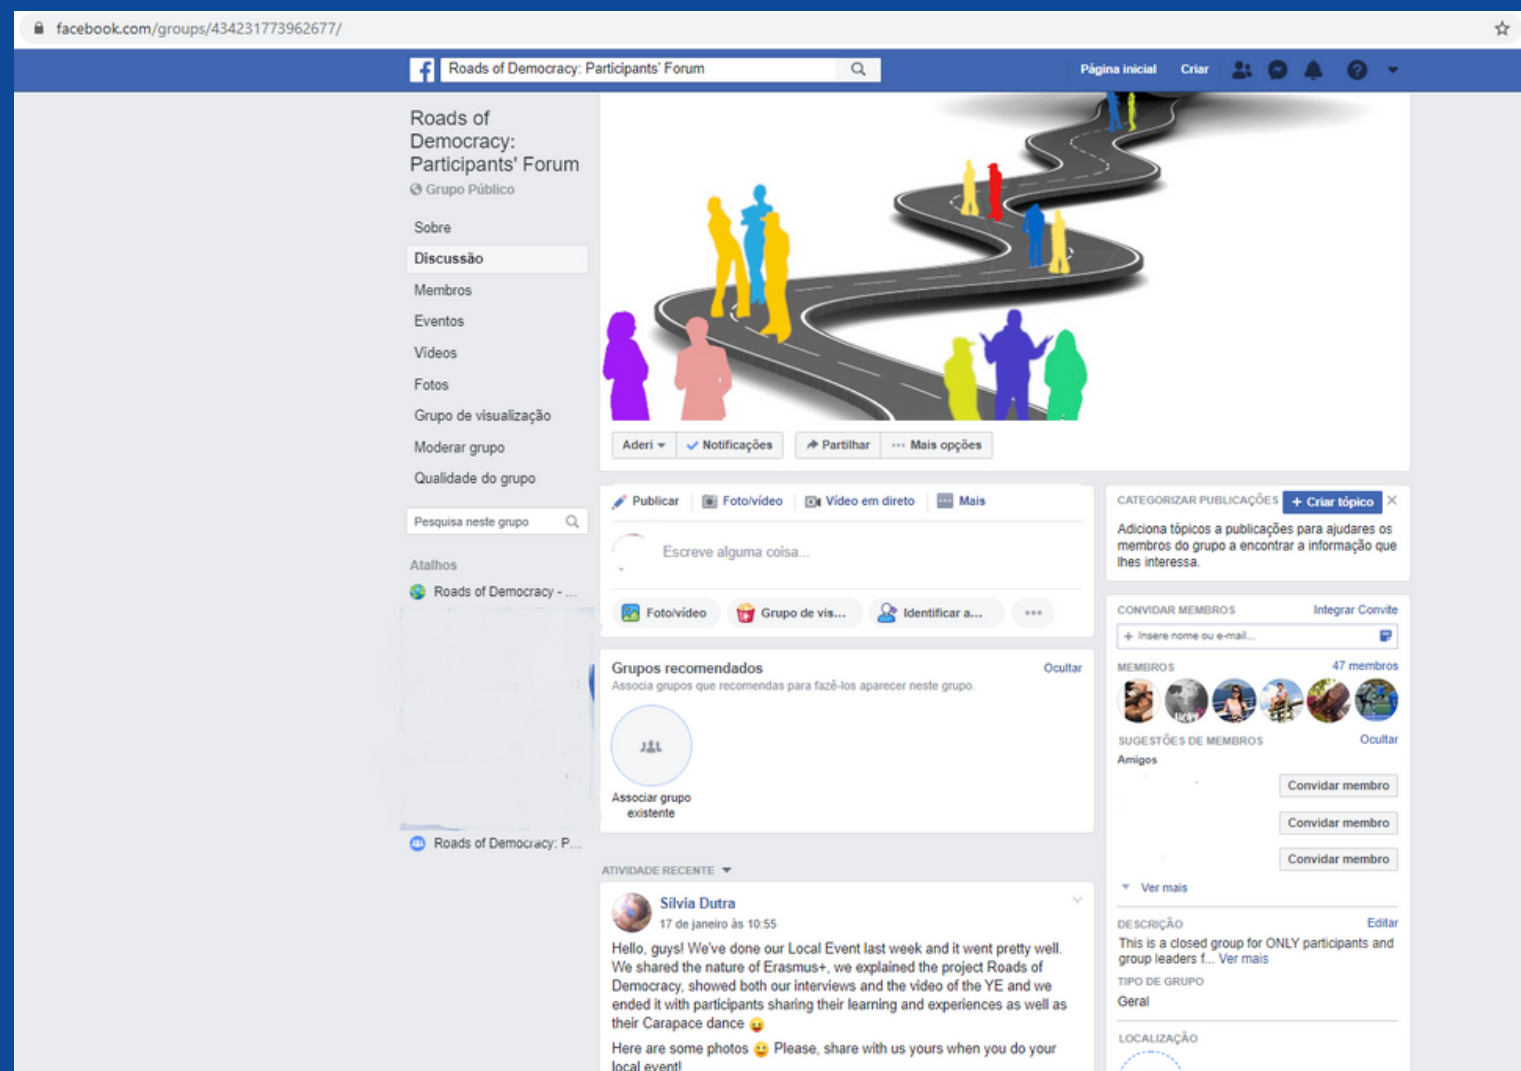 facebook.com/groups/434231773962677/
Roads of Democracy: Participants' Forum
Página inicial
Criar
Roads of
Democracy:
Participants' Forum
Grupo Público
Sobre
Discussão
Membros
Eventos
Vídeos
Fotos
Grupo de visualização
Moderar grupo
Qualidade do grupo
Pesquisa neste grupo
Atalhos
Roads of Democracy - ...
Roads of Democracy: P...
Aderi
Notificações
Partilhar
Mais opções
Publicar
Foto/vídeo
Vídeo em direto
Mais
Escreve alguma coisa...
Foto/vídeo
Grupo de vis...
Identificar a...
Grupos recomendados
Ocultar
Associa grupos que recomendas para fazê-los aparecer neste grupo.
Associar grupo
existente
ATIVIDADE RECENTE
Sílvia Dutra
17 de janeiro às 10:55
Hello, guys! We've done our Local Event last week and it went pretty well.
We shared the nature of Erasmus+, we explained the project Roads of
Democracy, showed both our interviews and the video of the YE and we
ended it with participants sharing their learning and experiences as well as
their Carapace dance 😛
Here are some photos 😃 Please, share with us yours when you do your
local event!
CATEGORIZAR PUBLICAÇÕES
+ Criar tópico
Adiciona tópicos a publicações para ajudares os
membros do grupo a encontrar a informação que
lhes interessa.
CONVIDAR MEMBROS
Integrar Convite
+ Insere nome ou e-mail...
MEMBROS
47 membros
SUGESTÕES DE MEMBROS
Ocultar
Amigos
Convidar membro
Convidar membro
Convidar membro
Ver mais
DESCRIÇÃO
Editar
This is a closed group for ONLY participants and
group leaders f... Ver mais
TIPO DE GRUPO
Geral
LOCALIZAÇÃO